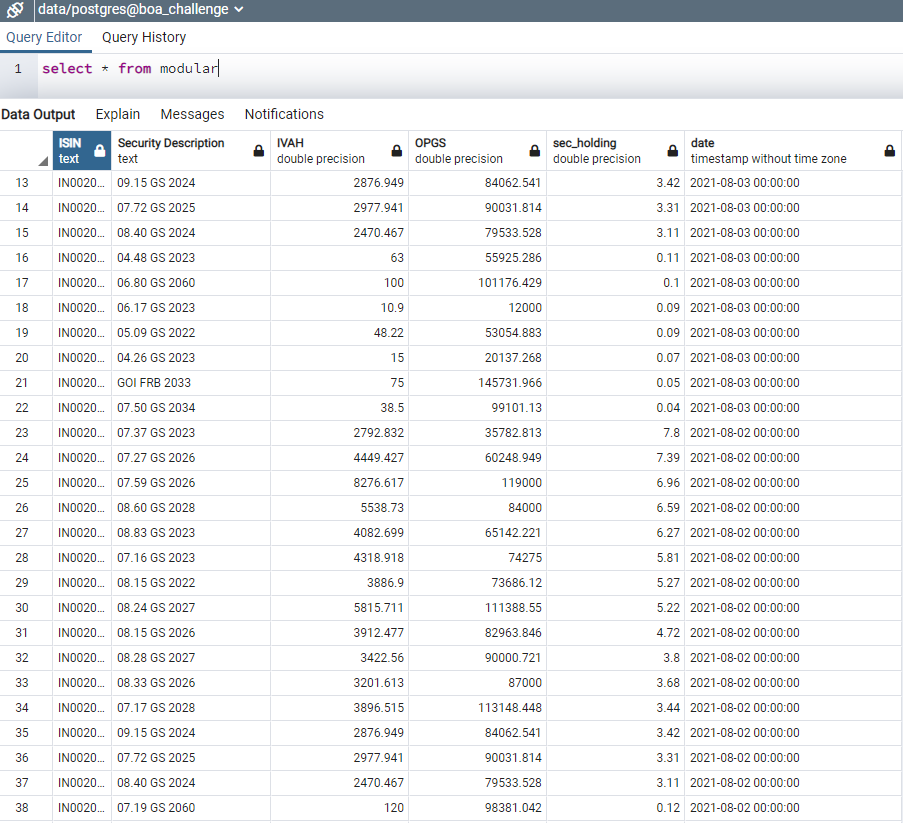 data/postgres@boa_challenge
Query Editor Query History
1 select * from modular
Data Output Explain Messages Notifications
ISIN Security Description IVAH OPGS sec_holding date
text text double precision double precision double precision timestamp without time zone
13 IN0020... 09.15 GS 2024 2876.949 84062.541 3.42 2021-08-03 00:00:00
14 IN0020... 07.72 GS 2025 2977.941 90031.814 3.31 2021-08-03 00:00:00
15 IN0020... 08.40 GS 2024 2470.467 79533.528 3.11 2021-08-03 00:00:00
16 IN0020... 04.48 GS 2023 63 55925.286 0.11 2021-08-03 00:00:00
17 IN0020... 06.80 GS 2060 100 101176.429 0.1 2021-08-03 00:00:00
18 IN0020... 06.17 GS 2023 10.9 12000 0.09 2021-08-03 00:00:00
19 IN0020... 05.09 GS 2022 48.22 53054.883 0.09 2021-08-03 00:00:00
20 IN0020... 04.26 GS 2023 15 20137.268 0.07 2021-08-03 00:00:00
21 IN0020... GOI FRB 2033 75 145731.966 0.05 2021-08-03 00:00:00
22 IN0020... 07.50 GS 2034 38.5 99101.13 0.04 2021-08-03 00:00:00
23 IN0020... 07.37 GS 2023 2792.832 35782.813 7.8 2021-08-02 00:00:00
24 IN0020... 07.27 GS 2026 4449.427 60248.949 7.39 2021-08-02 00:00:00
25 IN0020... 07.59 GS 2026 8276.617 119000 6.96 2021-08-02 00:00:00
26 IN0020... 08.60 GS 2028 5538.73 84000 6.59 2021-08-02 00:00:00
27 IN0020... 08.83 GS 2023 4082.699 65142.221 6.27 2021-08-02 00:00:00
28 IN0020... 07.16 GS 2023 4318.918 74275 5.81 2021-08-02 00:00:00
29 IN0020... 08.15 GS 2022 3886.9 73686.12 5.27 2021-08-02 00:00:00
30 IN0020... 08.24 GS 2027 5815.711 111388.55 5.22 2021-08-02 00:00:00
31 IN0020... 08.15 GS 2026 3912.477 82963.846 4.72 2021-08-02 00:00:00
32 IN0020... 08.28 GS 2027 3422.56 90000.721 3.8 2021-08-02 00:00:00
33 IN0020... 08.33 GS 2026 3201.613 87000 3.68 2021-08-02 00:00:00
34 IN0020... 07.17 GS 2028 3896.515 113148.448 3.44 2021-08-02 00:00:00
35 IN0020... 09.15 GS 2024 2876.949 84062.541 3.42 2021-08-02 00:00:00
36 IN0020... 07.72 GS 2025 2977.941 90031.814 3.31 2021-08-02 00:00:00
37 IN0020... 08.40 GS 2024 2470.467 79533.528 3.11 2021-08-02 00:00:00
38 IN0020... 07.19 GS 2060 120 98381.042 0.12 2021-08-02 00:00:00